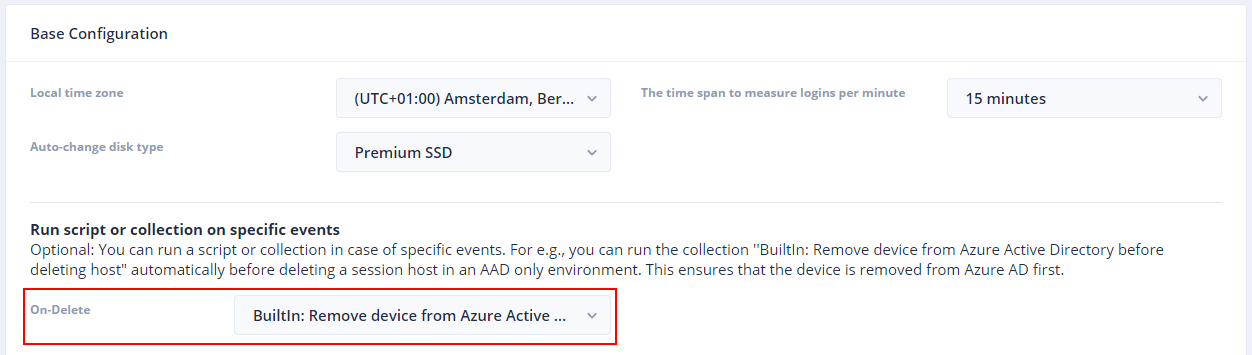 Base Configuration
Local time zone
(UTC+01:00) Amsterdam, Ber...
The time span to measure logins per minute
15 minutes
Auto-change disk type
Premium SSD
Run script or collection on specific events
Optional: You can run a script or collection in case of specific events. For e.g., you can run the collection "BuiltIn: Remove device from Azure Active Directory before
deleting host" automatically before deleting a session host in an AAD only environment. This ensures that the device is removed from Azure AD first.
On-Delete
BuiltIn: Remove device from Azure Active ...